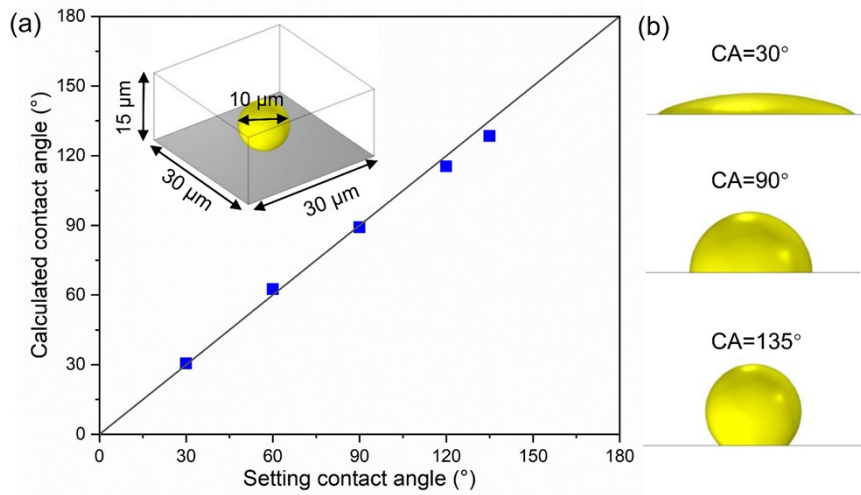 (a)
(b)
180
150
120
90
60
30
0
Calculated contact angle (°)
15 μm
10 μm
30 μm
30 μm
0
30
60
90
120
150
180
Setting contact angle (°)
CA=30°
CA=90°
CA=135°